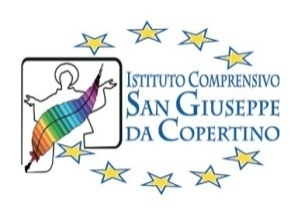 ISTITUTO COMPRENSIVO
SAN GIUSEPPE
DA COPERTINO